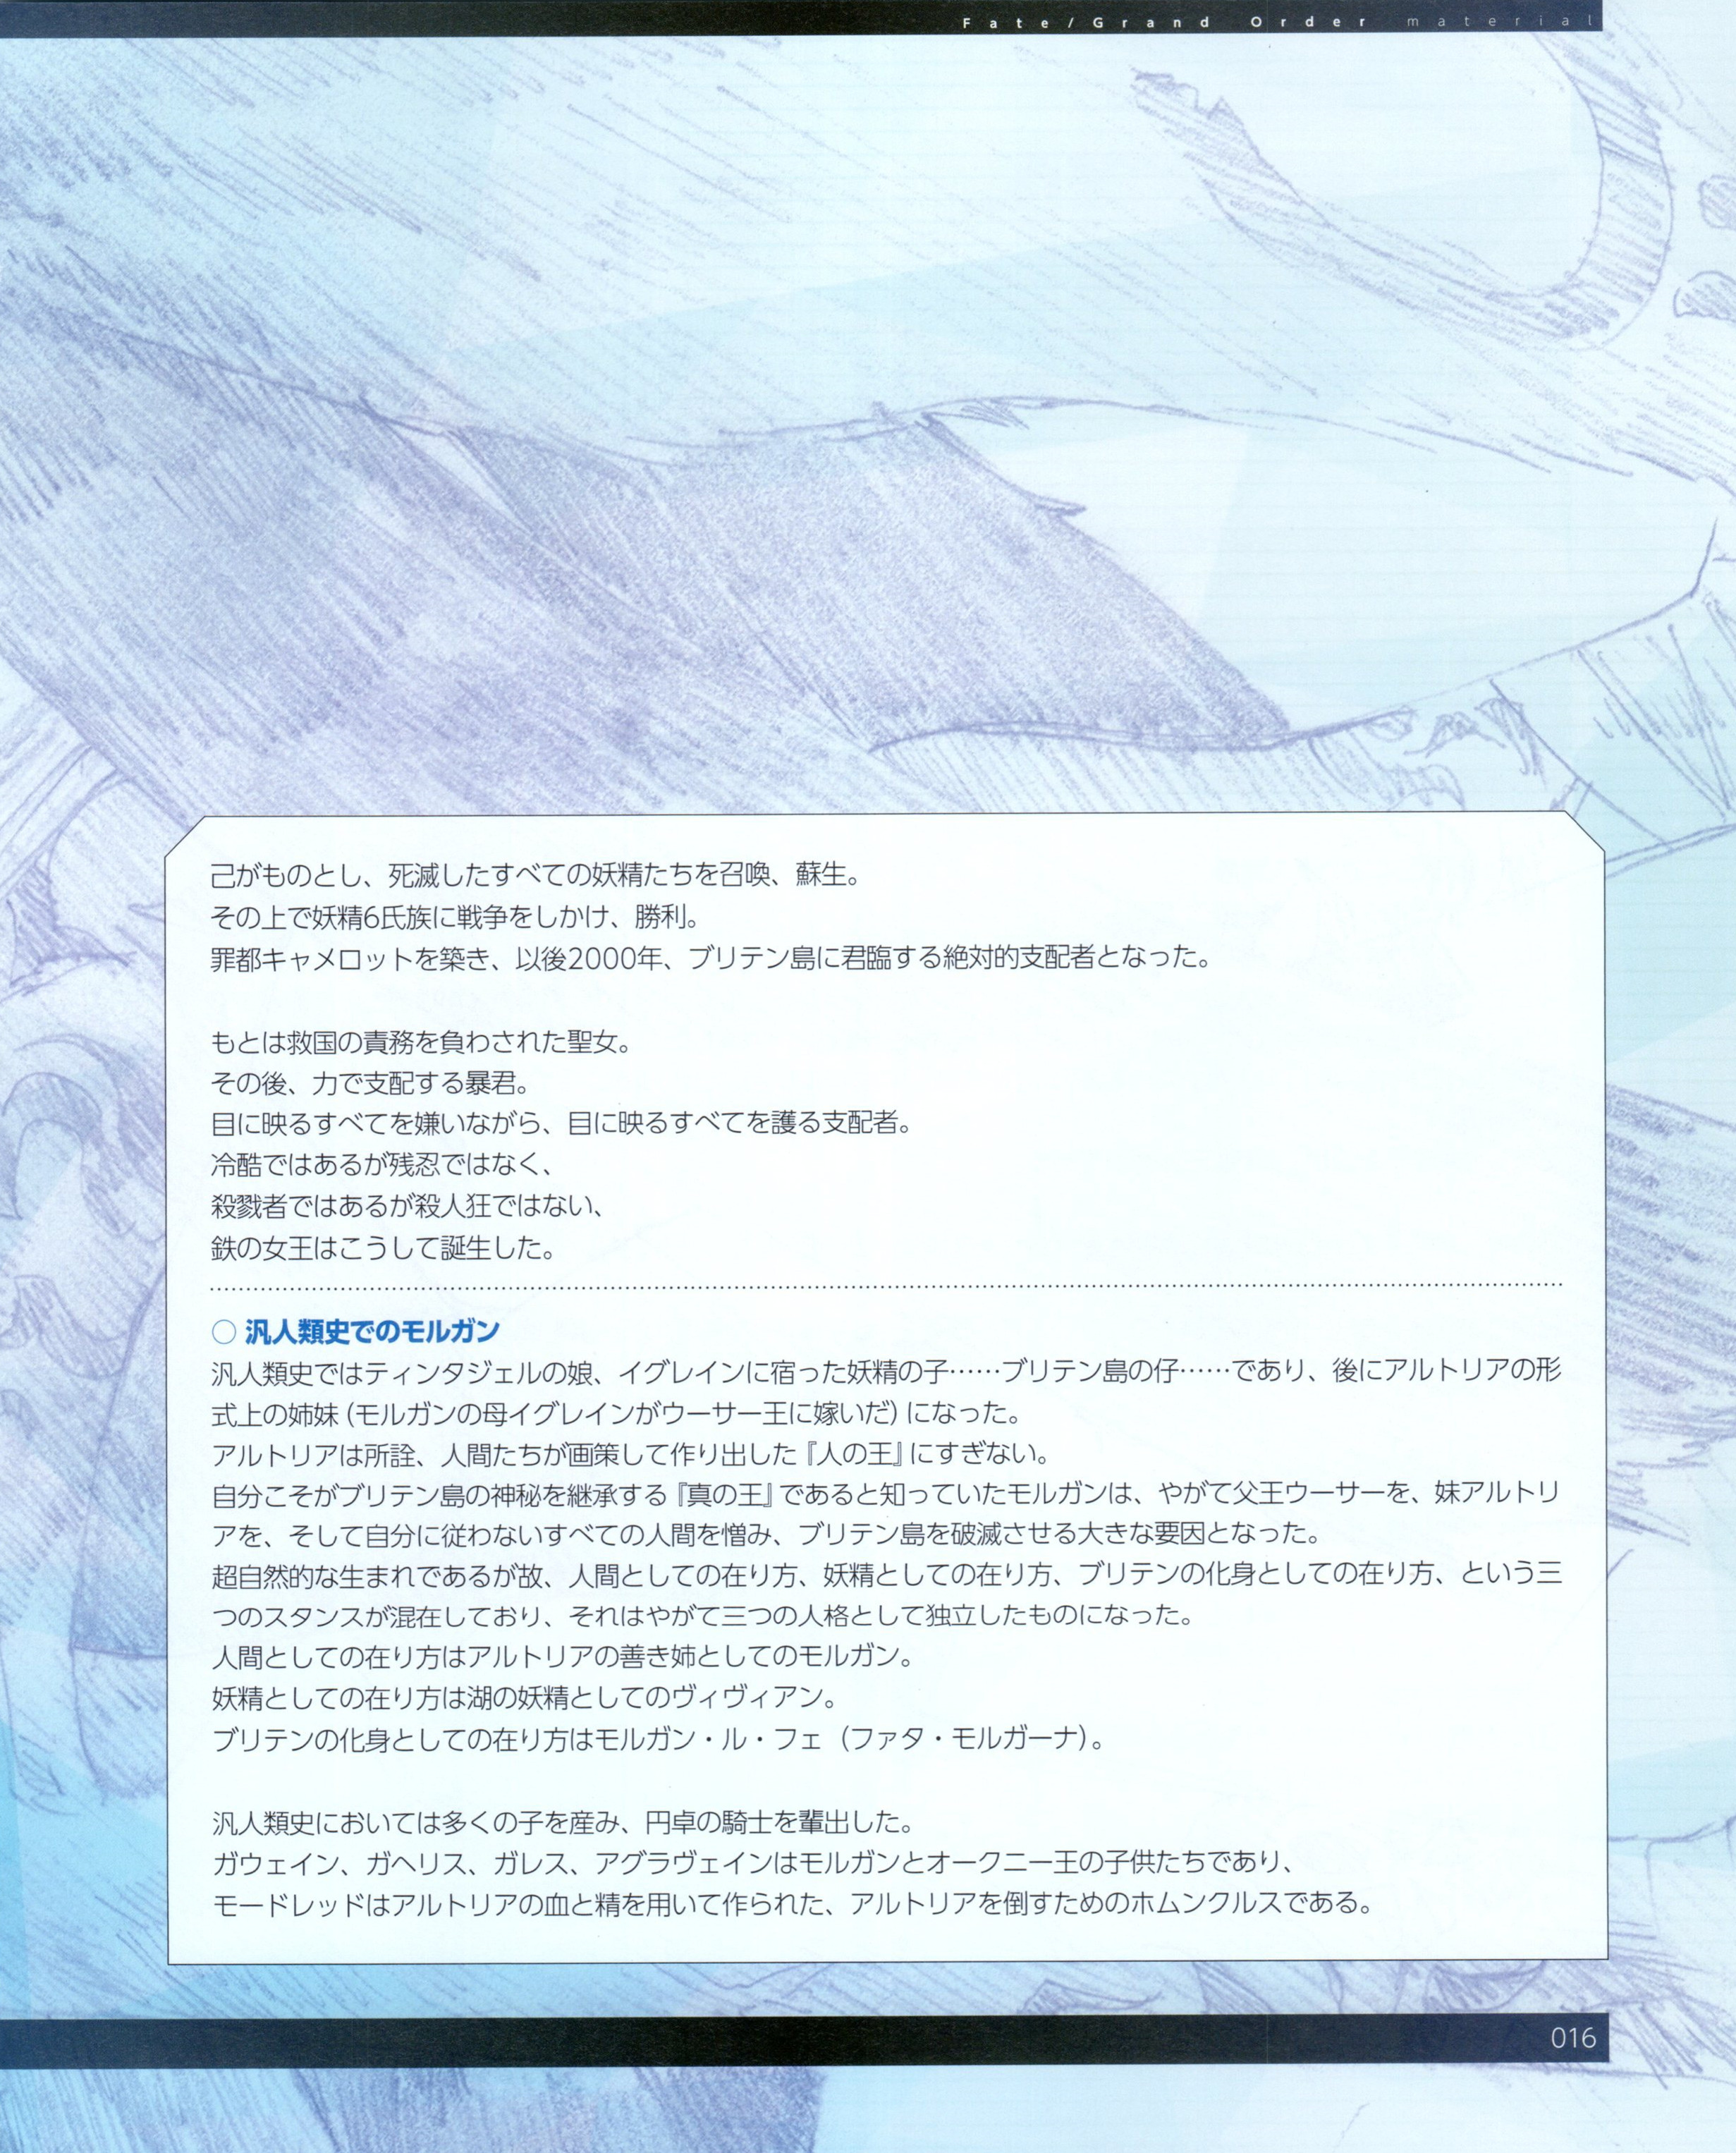 Fate/Grand Order material
己がものとし、死滅したすべての妖精たちを召喚、蘇生。
その上で妖精6氏族に戦争をしかけ、勝利。
罪都キャメロットを築き、以後2000年、ブリテン島に君臨する絶対的支配者となった。
もとは救国の責務を負わされた聖女。
その後、力で支配する暴君。
目に映るすべてを嫌いながら、目に映るすべてを護る支配者。
冷酷ではあるが残忍ではなく、
殺戮者ではあるが殺人狂ではない、
鉄の女王はこうして誕生した。
○ 汎人類史でのモルガン
汎人類史ではティンタジェルの娘、イグレインに宿った妖精の子……ブリテン島の仔……であり、後にアルトリアの形
式上の姉妹（モルガンの母イグレインがウーサー王に嫁いだ）になった。
アルトリアは所詮、人間たちが画策して作り出した『人の王』にすぎない。
自分こそがブリテン島の神秘を継承する『真の王』であると知っていたモルガンは、やがて父王ウーサーを、妹アルトリ
アを、そして自分に従わないすべての人間を憎み、ブリテン島を破滅させる大きな要因となった。
超自然的な生まれであるが故、人間としての在り方、妖精としての在り方、ブリテンの化身としての在り方、という三
つのスタンスが混在しており、それはやがて三つの人格として独立したものになった。
人間としての在り方はアルトリアの善き姉としてのモルガン。
妖精としての在り方は湖の妖精としてのヴィヴィアン。
ブリテンの化身としての在り方はモルガン・ル・フェ（ファタ・モルガーナ）。
汎人類史においては多くの子を産み、円卓の騎士を輩出した。
ガウェイン、ガヘリス、ガレス、アグラヴェインはモルガンとオークニー王の子供たちであり、
モードレッドはアルトリアの血と精を用いて作られた、アルトリアを倒すためのホムンクルスである。
016